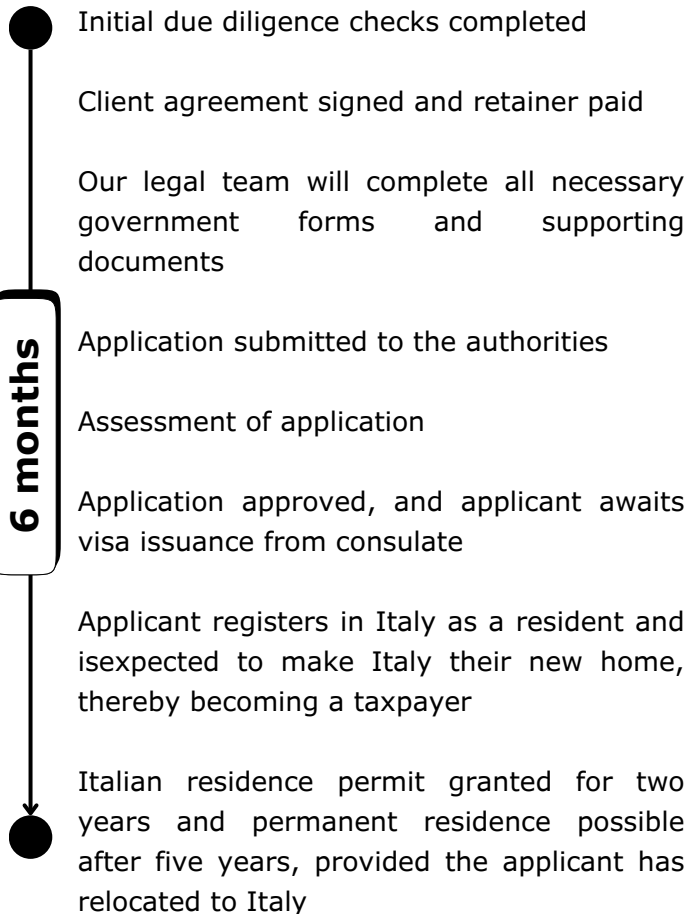 Initial due diligence checks completed
Client agreement signed and retainer paid
Our legal team will complete all necessary
government forms and supporting
documents
6 months
Application submitted to the authorities
Assessment of application
Application approved, and applicant awaits
visa issuance from consulate
Applicant registers in Italy as a resident and
isexpected to make Italy their new home,
thereby becoming a taxpayer
Italian residence permit granted for two
years and permanent residence possible
after five years, provided the applicant has
relocated to Italy